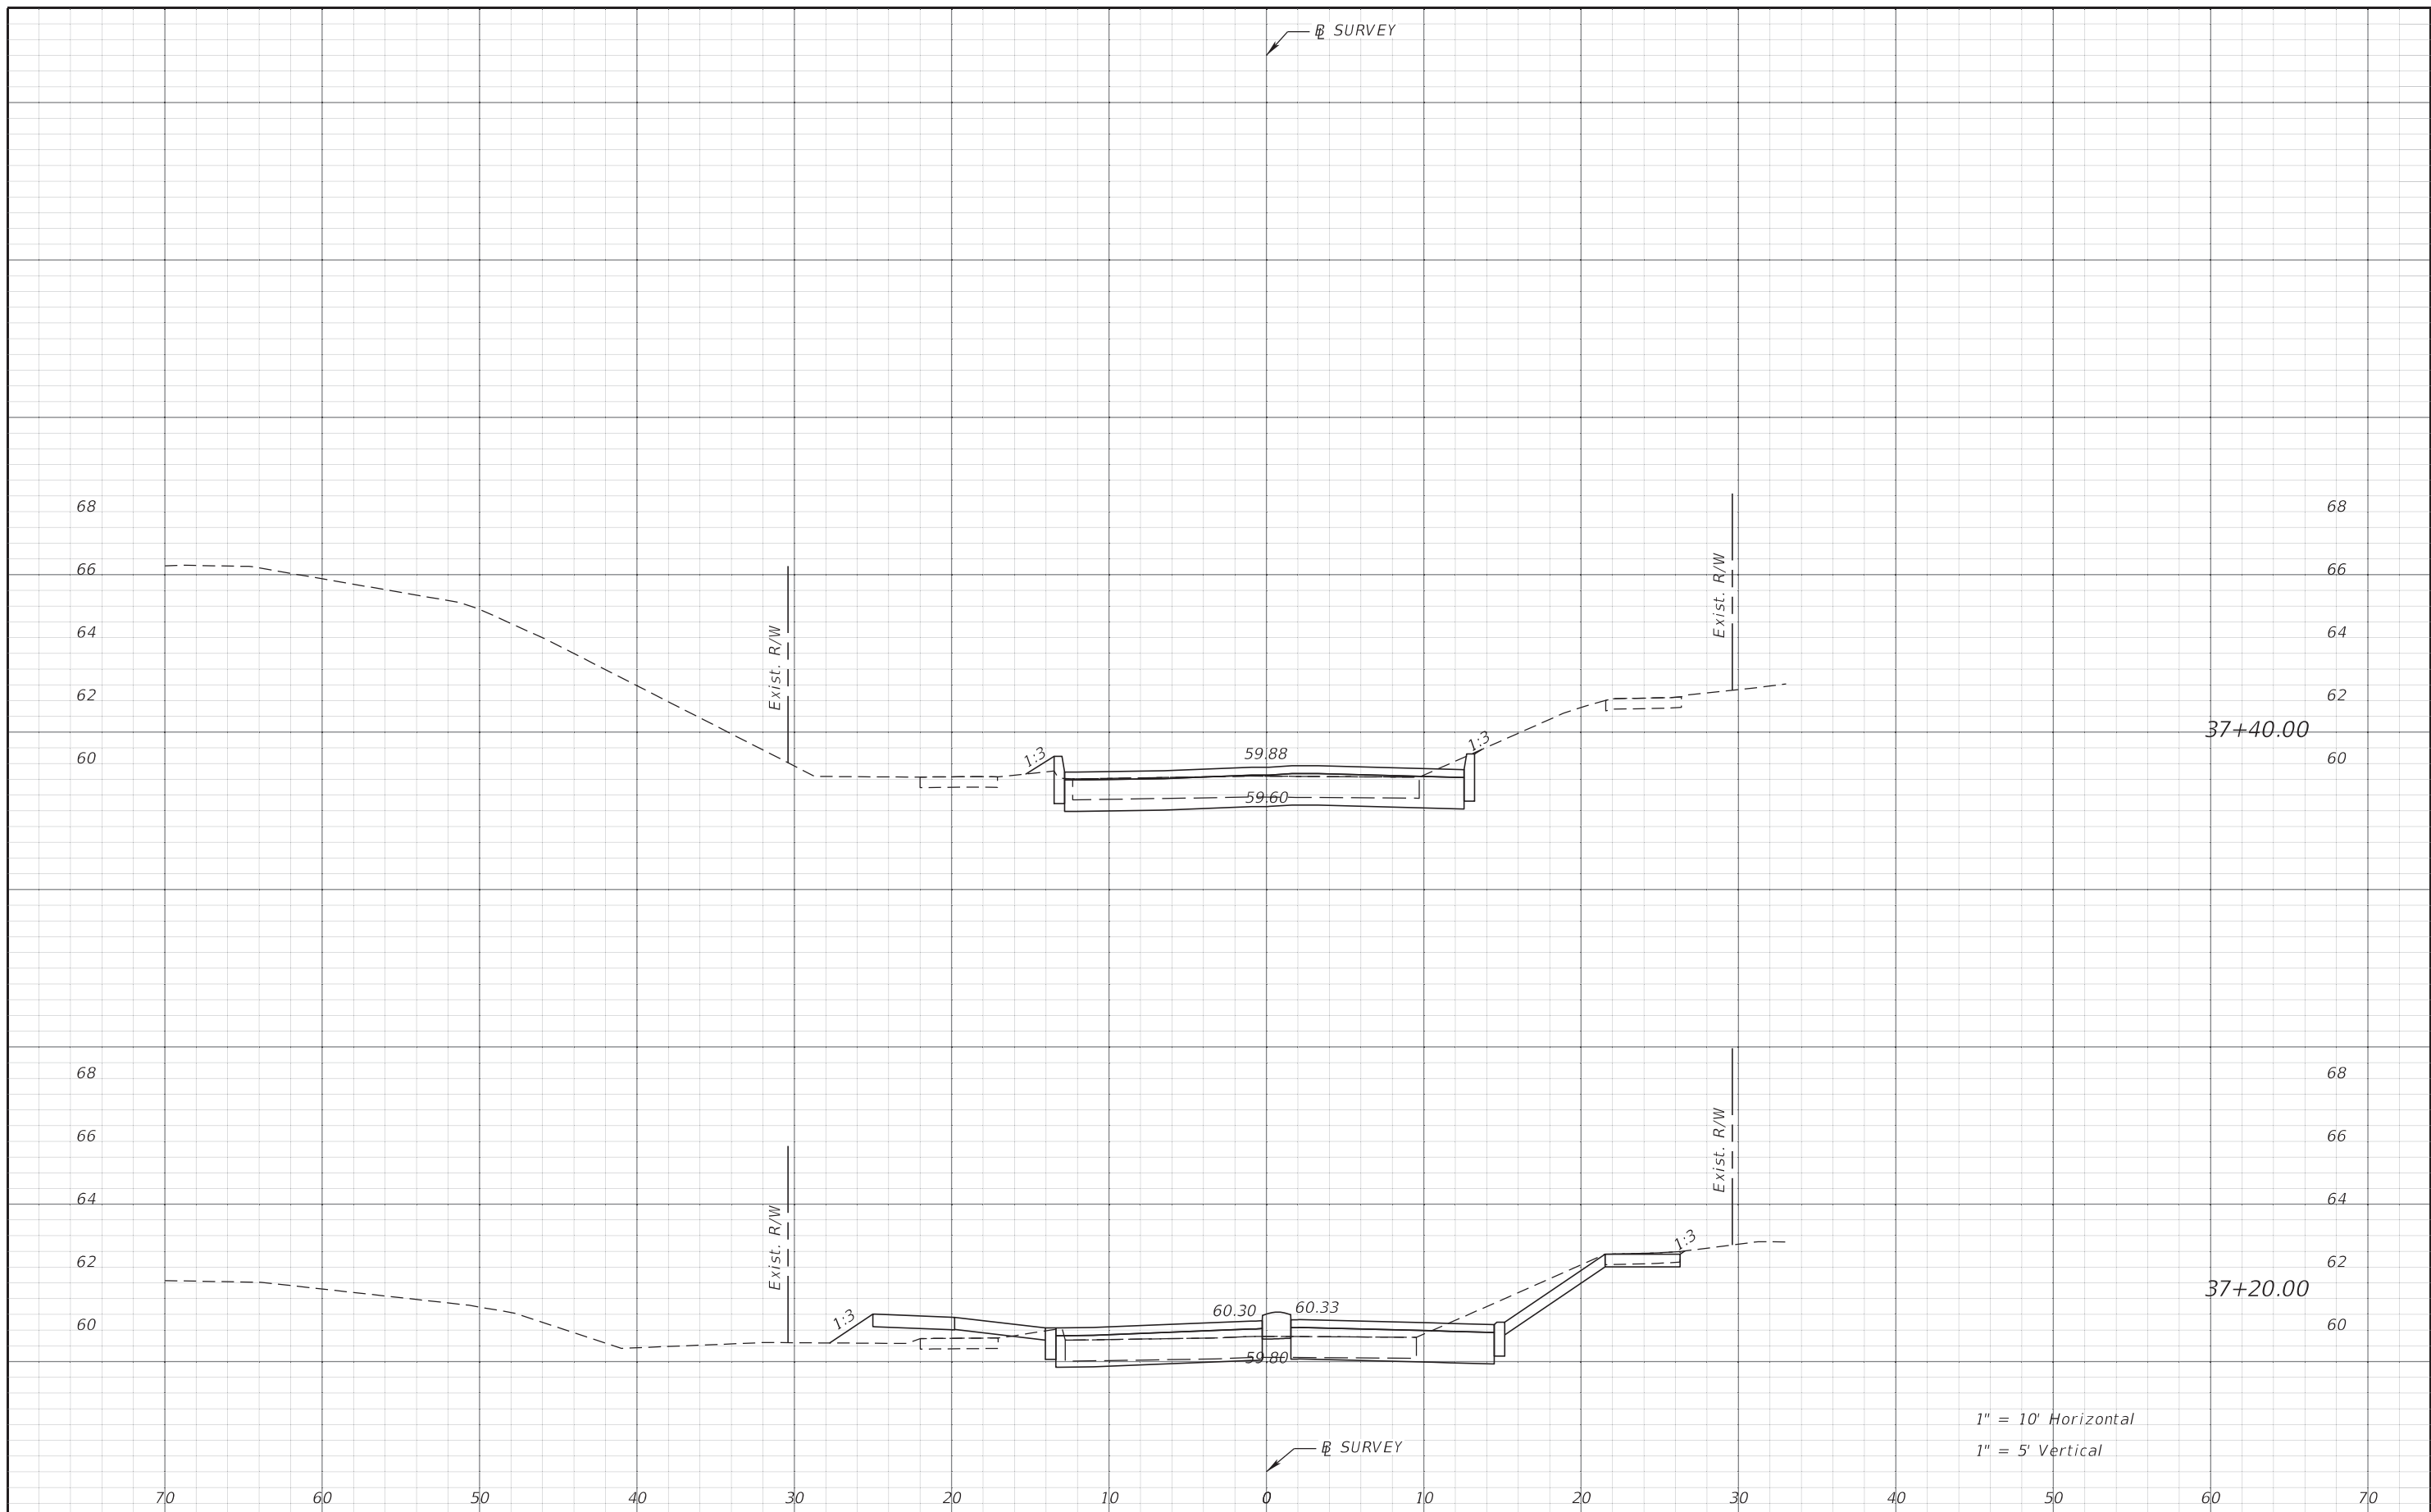 BL SURVEY
68 68
Exist. R/W
66 66
Exist. R/W
64 64
62 62
37+40.00
1:3
1:3
59.88
60 60
59.60
68 68
Exist. R/W
66 66
64 64
Exist. R/W
1:3
62 62
37+20.00
60.30 60.33
1:3
60 60
59.80
1" = 10' Horizontal
BL SURVEY
1" = 5' Vertical
70 60 50 40 30 20 10 0 10 20 30 40 50 60 70